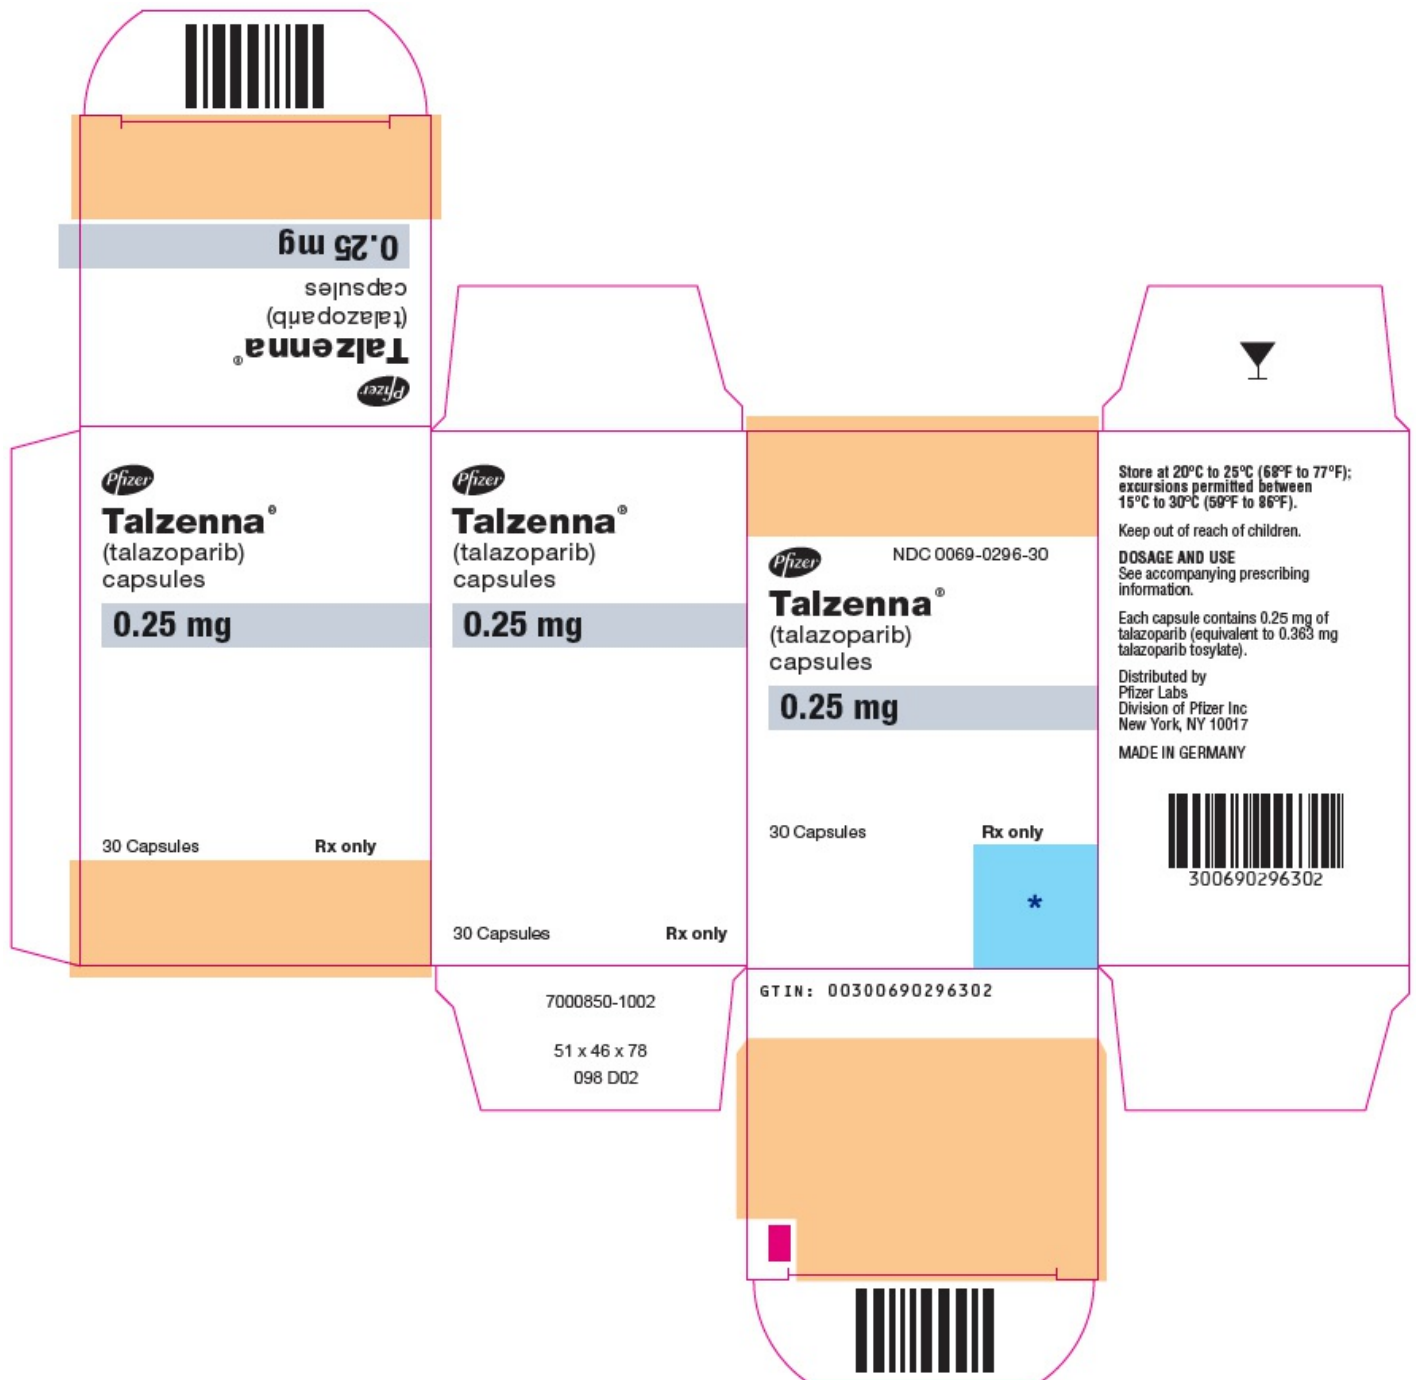 0.25 mg
capsules
(talazoparib)
Talzenna®
Pfizer
Pfizer
Talzenna®
(talazoparib)
capsules
0.25 mg
30 Capsules Rx only
Pfizer
Talzenna®
(talazoparib)
capsules
0.25 mg
30 Capsules Rx only
7000850-1002
51 x 46 x 78
098 D02
Pfizer NDC 0069-0296-30
Talzenna®
(talazoparib)
capsules
0.25 mg
30 Capsules Rx only
*
GTIN: 00300690296302
Store at 20°C to 25°C (68°F to 77°F);
excursions permitted between
15°C to 30°C (59°F to 86°F).
Keep out of reach of children.
DOSAGE AND USE
See accompanying prescribing
information.
Each capsule contains 0.25 mg of
talazoparib (equivalent to 0.363 mg
talazoparib tosylate).
Distributed by
Pfizer Labs
Division of Pfizer Inc
New York, NY 10017
MADE IN GERMANY
300690296302